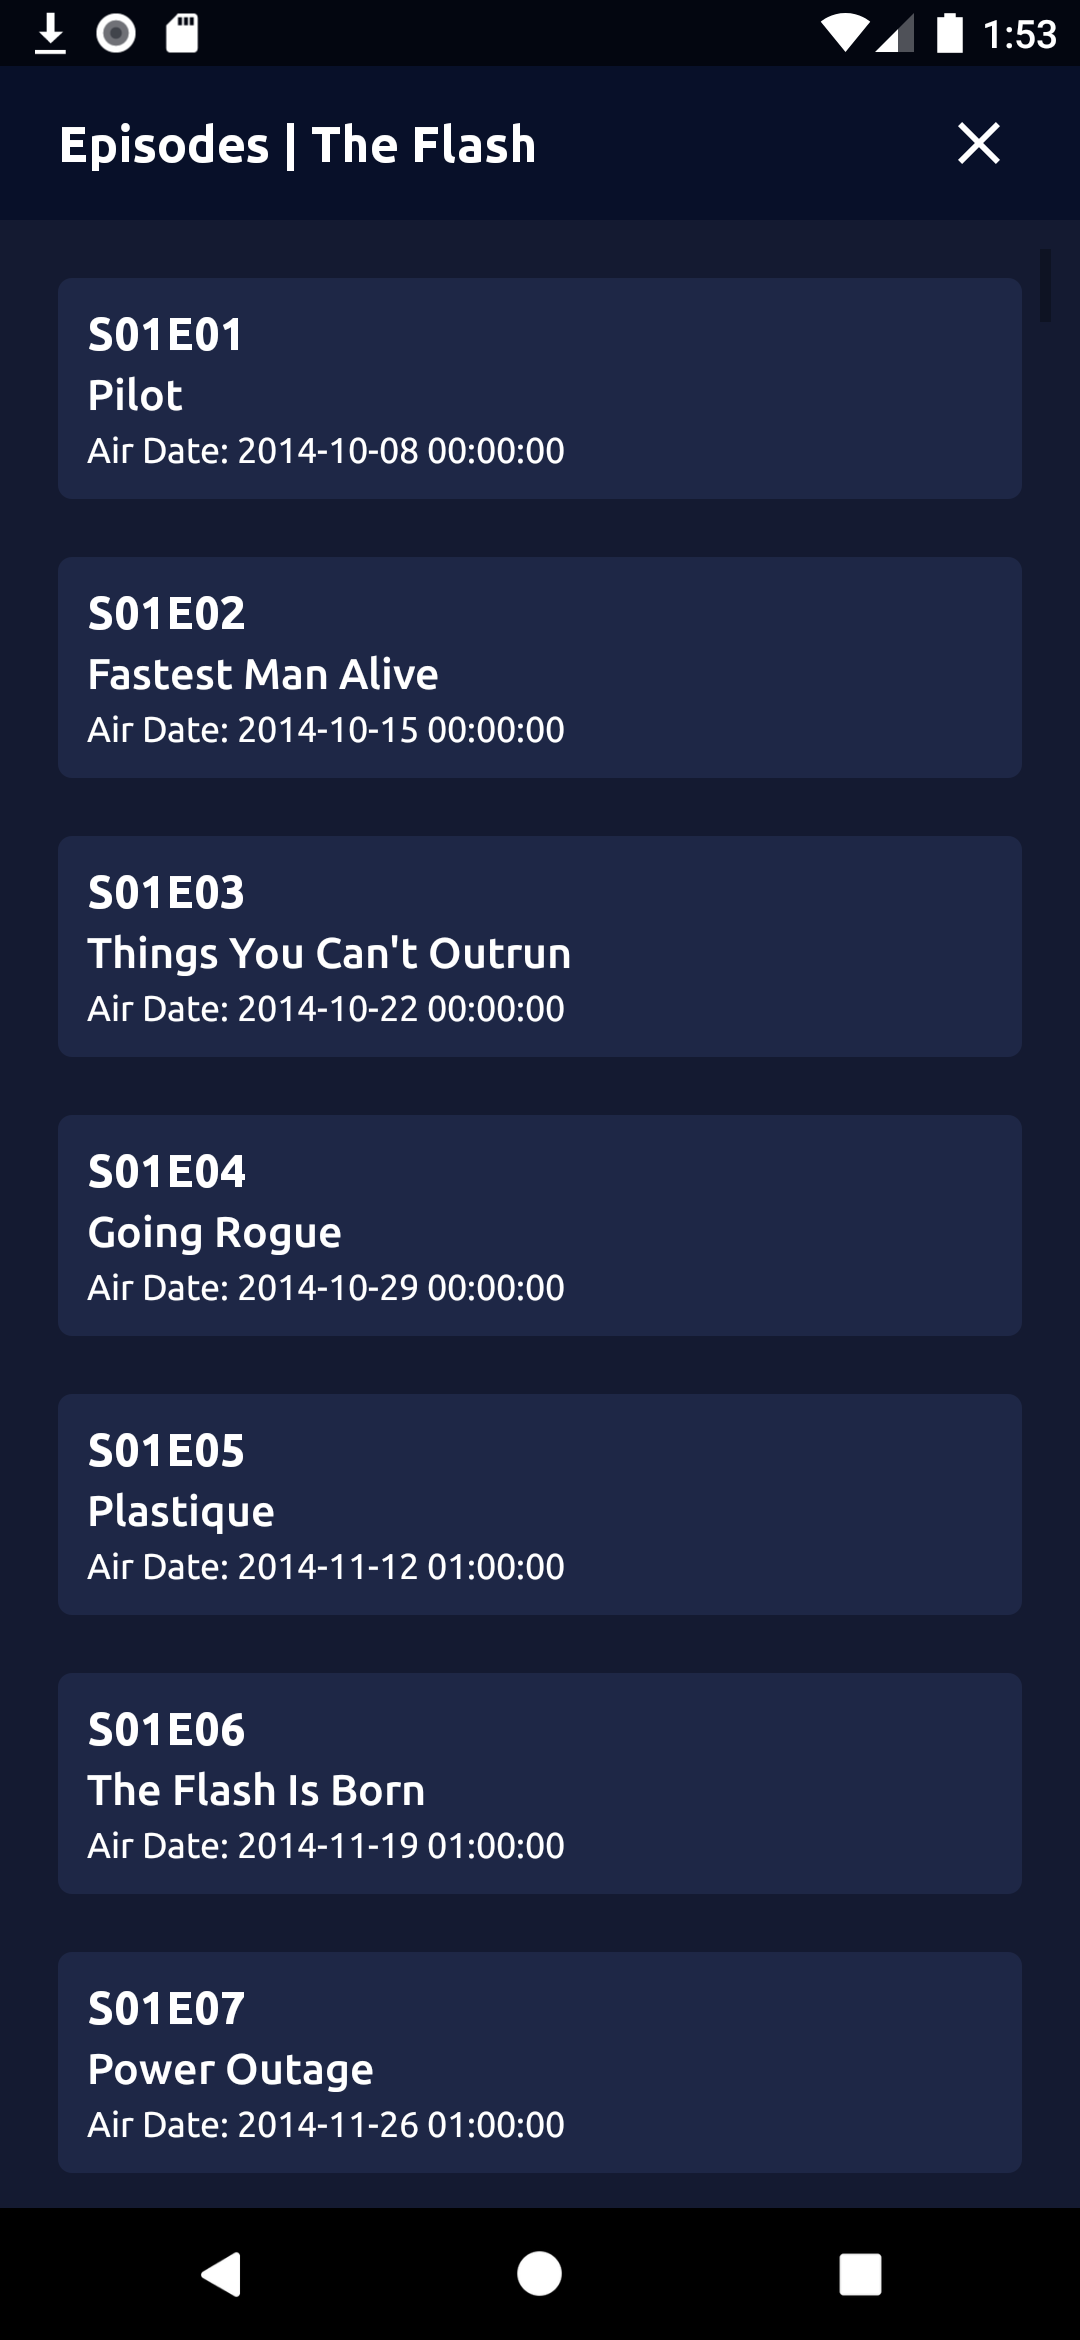 1:53
Episodes | The Flash
S01E01
Pilot
Air Date: 2014-10-08 00:00:00
S01E02
Fastest Man Alive
Air Date: 2014-10-15 00:00:00
S01E03
Things You Can't Outrun
Air Date: 2014-10-22 00:00:00
S01E04
Going Rogue
Air Date: 2014-10-29 00:00:00
S01E05
Plastique
Air Date: 2014-11-12 01:00:00
S01E06
The Flash Is Born
Air Date: 2014-11-19 01:00:00
S01E07
Power Outage
Air Date: 2014-11-26 01:00:00